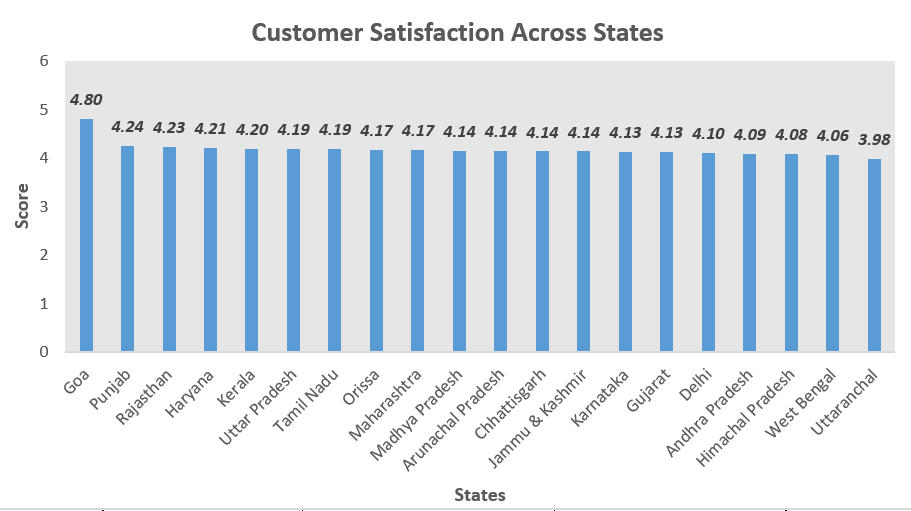 Customer Satisfaction Across States
6
5
4
3
2
1
0
Score
4.80
4.24
4.23
4.21
4.20
4.19
4.19
4.17
4.17
4.14
4.14
4.14
4.14
4.13
4.13
4.10
4.09
4.08
4.06
3.98
Goa
Punjab
Rajasthan
Haryana
Kerala
Uttar Pradesh
Tamil Nadu
Orissa
Maharashtra
Madhya Pradesh
Arunachal Pradesh
Chhattisgarh
Jammu & Kashmir
Karnataka
Gujarat
Delhi
Andhra Pradesh
Himachal Pradesh
West Bengal
Uttaranchal
States